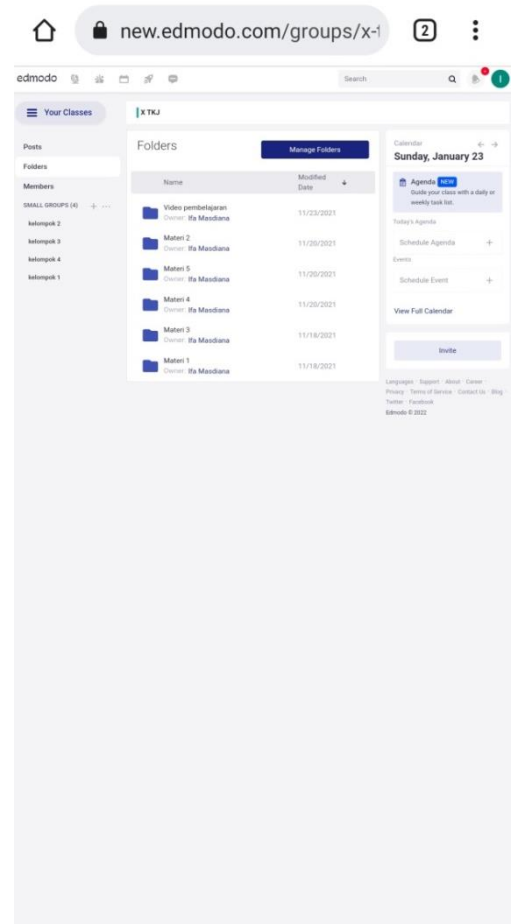 new.edmodo.com/groups/x-t
2
edmodo
Search
I
Your Classes
X TKJ
Posts
Folders
Members
SMALL GROUPS (4)
kelompok 2
kelompok 3
kelompok 4
kelompok 1
Folders
Manage Folders
Name
Modified Date
Video pembelajaran
Owner: Ifa Masdiana
11/23/2021
Materi 2
Owner: Ifa Masdiana
11/20/2021
Materi 5
Owner: Ifa Masdiana
11/20/2021
Materi 4
Owner: Ifa Masdiana
11/20/2021
Materi 3
Owner: Ifa Masdiana
11/18/2021
Materi 1
Owner: Ifa Masdiana
11/18/2021
Calendar
Sunday, January 23
Agenda NEW
Guide your class with a daily or
weekly task list.
Today's Agenda
Schedule Agenda
Events
Schedule Event
View Full Calendar
Invite
Languages · Support · About · Career ·
Privacy · Terms of Service · Contact Us · Blog ·
Twitter · Facebook
Edmodo © 2022